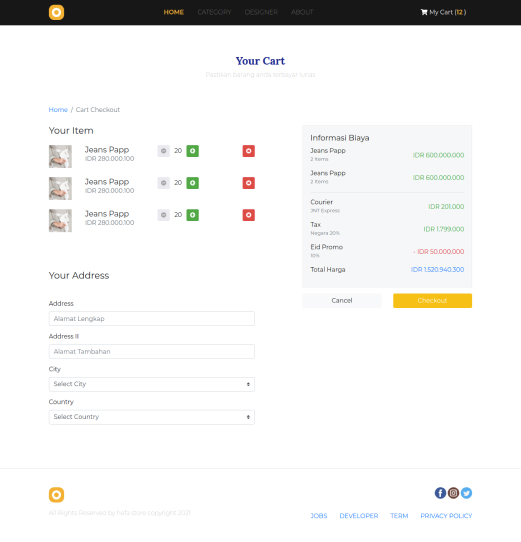 HOME CATEGORY DESIGNER ABOUT My Cart (12 )
Your Cart
Pastikan barang anda terbayar lunas
Home / Cart Checkout
Your Item
Jeans Papp
IDR 280.000.100
20
Jeans Papp
IDR 280.000.100
20
Jeans Papp
IDR 280.000.100
20
Informasi Biaya
Jeans Papp
2 items
IDR 600.000.000
Jeans Papp
2 items
IDR 600.000.000
Courier
JNT Express
IDR 201.000
Tax
Negara 20%
IDR 1.799.000
Eid Promo
10%
- IDR 50.000.000
Total Harga
IDR 1.520.940.300
Cancel
Checkout
Your Address
Address
Alamat Lengkap
Address II
Alamat Tambahan
City
Select City
Country
Select Country
All Rights Reserved by
store copyright 2021
JOBS DEVELOPER TERM PRIVACY POLICY